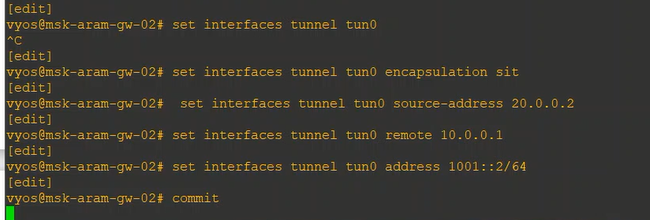 [edit]
vyos@msk-aram-gw-02# set interfaces tunnel tun0
^C
[edit]
vyos@msk-aram-gw-02# set interfaces tunnel tun0 encapsulation sit
[edit]
vyos@msk-aram-gw-02#  set interfaces tunnel tun0 source-address 20.0.0.2
[edit]
vyos@msk-aram-gw-02# set interfaces tunnel tun0 remote 10.0.0.1
[edit]
vyos@msk-aram-gw-02# set interfaces tunnel tun0 address 1001::2/64
[edit]
vyos@msk-aram-gw-02# commit